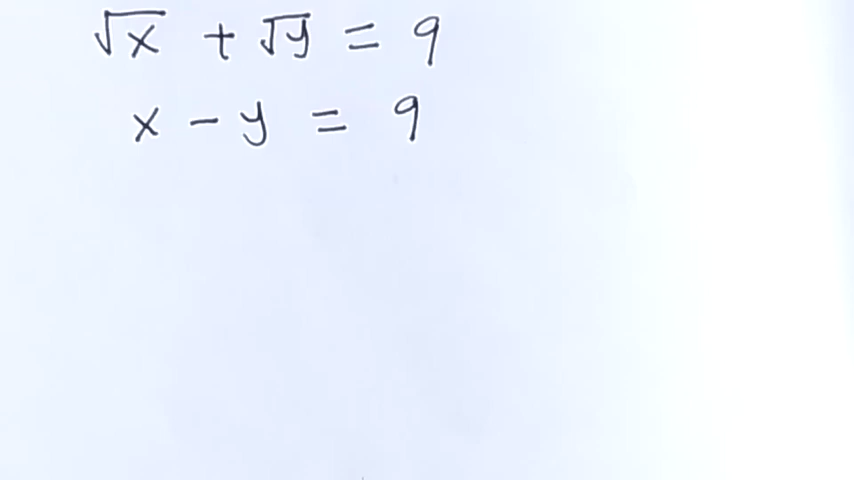 √x + √y = 9
x - y = 9